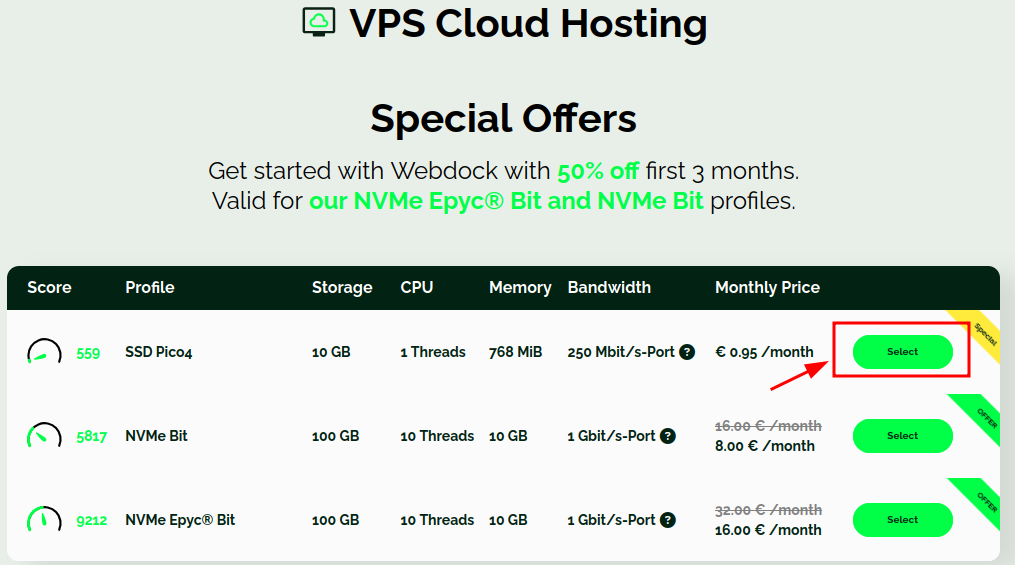 VPS Cloud Hosting
Special Offers
Get started with Webdock with 50% off first 3 months.
Valid for our NVMe Epyc® Bit and NVMe Bit profiles.
Score Profile Storage CPU Memory Bandwidth Monthly Price
Special
559 SSD Pico4 10 GB 1 Threads 768 MiB 250 Mbit/s-Port ? € 0.95 /month Select
OFFER
5817 NVMe Bit 100 GB 10 Threads 10 GB 1 Gbit/s-Port ? 16.00 € /month
8.00 € /month Select
OFFER
9212 NVMe Epyc® Bit 100 GB 10 Threads 10 GB 1 Gbit/s-Port ? 32.00 € /month
16.00 € /month Select